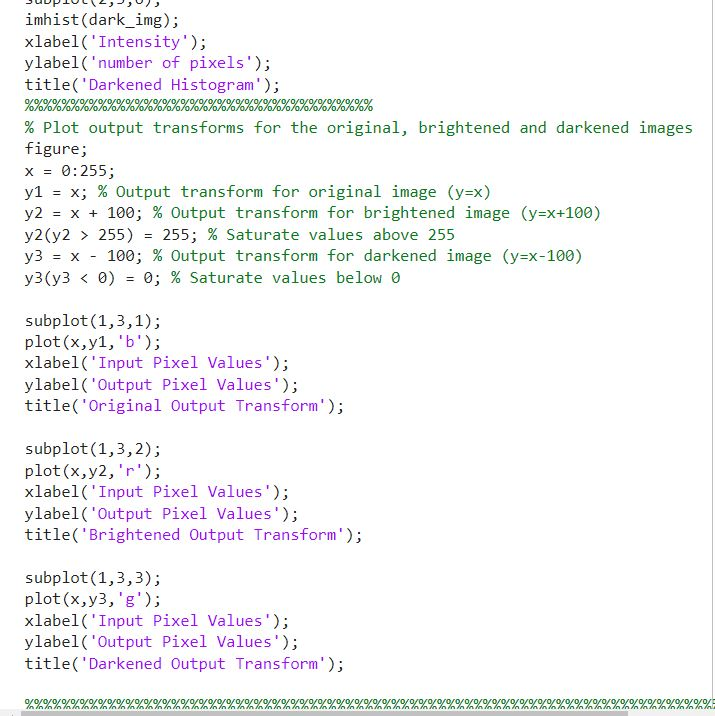 subplot(2,3,6);
imhist(dark_img);
xlabel('Intensity');
ylabel('number of pixels');
title('Darkened Histogram');
%%%%%%%%%%%%%%%%%%%%%%%%%%%%%%%%%%%%%%
% Plot output transforms for the original, brightened and darkened images
figure;
x = 0:255;
y1 = x; % Output transform for original image (y=x)
y2 = x + 100; % Output transform for brightened image (y=x+100)
y2(y2 > 255) = 255; % Saturate values above 255
y3 = x - 100; % Output transform for darkened image (y=x-100)
y3(y3 < 0) = 0; % Saturate values below 0
subplot(1,3,1);
plot(x,y1,'b');
xlabel('Input Pixel Values');
ylabel('Output Pixel Values');
title('Original Output Transform');
subplot(1,3,2);
plot(x,y2,'r');
xlabel('Input Pixel Values');
ylabel('Output Pixel Values');
title('Brightened Output Transform');
subplot(1,3,3);
plot(x,y3,'g');
xlabel('Input Pixel Values');
ylabel('Output Pixel Values');
title('Darkened Output Transform');
%%%%%%%%%%%%%%%%%%%%%%%%%%%%%%%%%%%%%%%%%%%%%%%%%%%%%%%%%%%%%%%%%%%%%%%%%%%%%